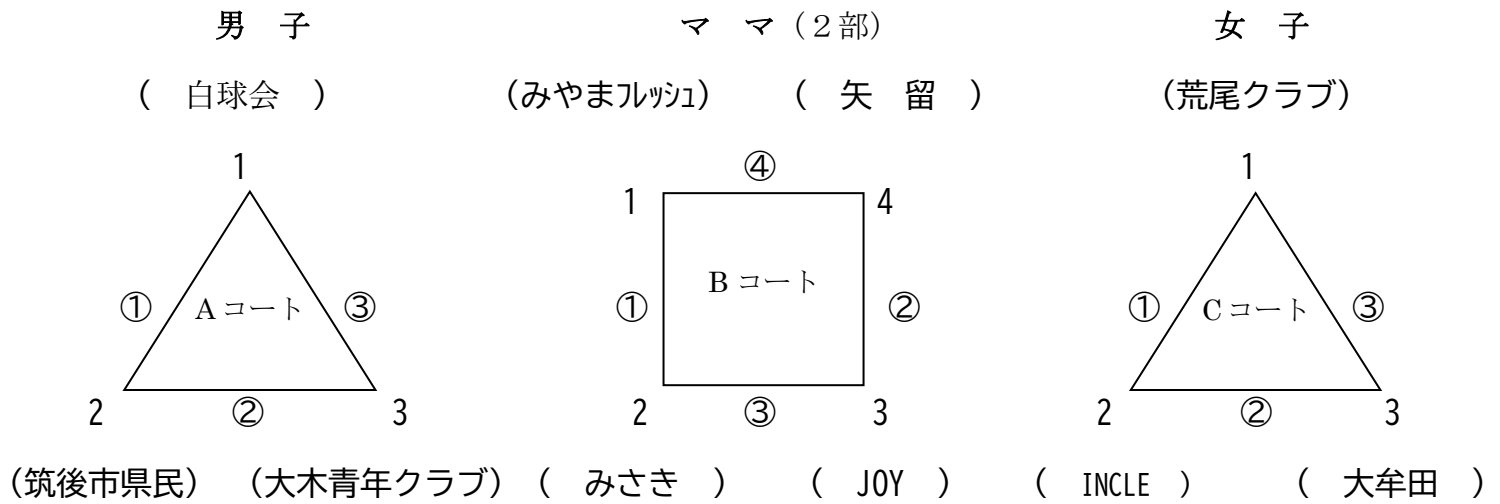 男 子 マ マ（２部） 女 子
（ 白球会 ） （みやまﾌﾚｯｼｭ） （ 矢 留 ） （荒尾クラブ）
1 ④ 1
1 4
B コート
① A コート ③ ① ② ① C コート ③
2 ② 3 2 ③ 3 2 ② 3
（筑後市県民） （大木青年クラブ） （ みさき ） （ JOY ） （ INCLE ） （ 大牟田 ）